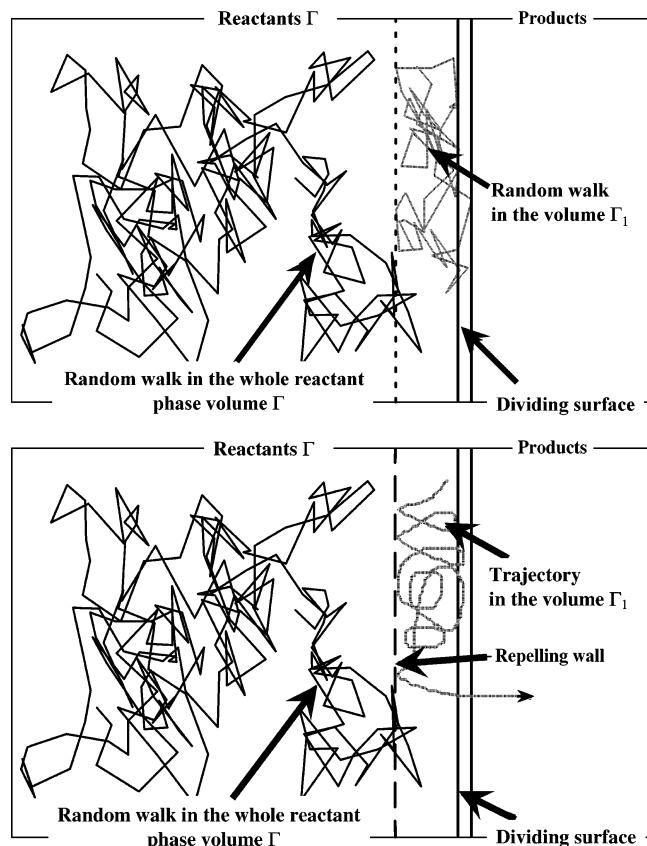 Reactants Γ
Products
Random walk
in the volume Γ1
Random walk in the whole reactant
phase volume Γ
Dividing surface
Reactants Γ
Products
Trajectory
in the volume Γ1
Repelling wall
Random walk in the whole reactant
phase volume Γ
Dividing surface